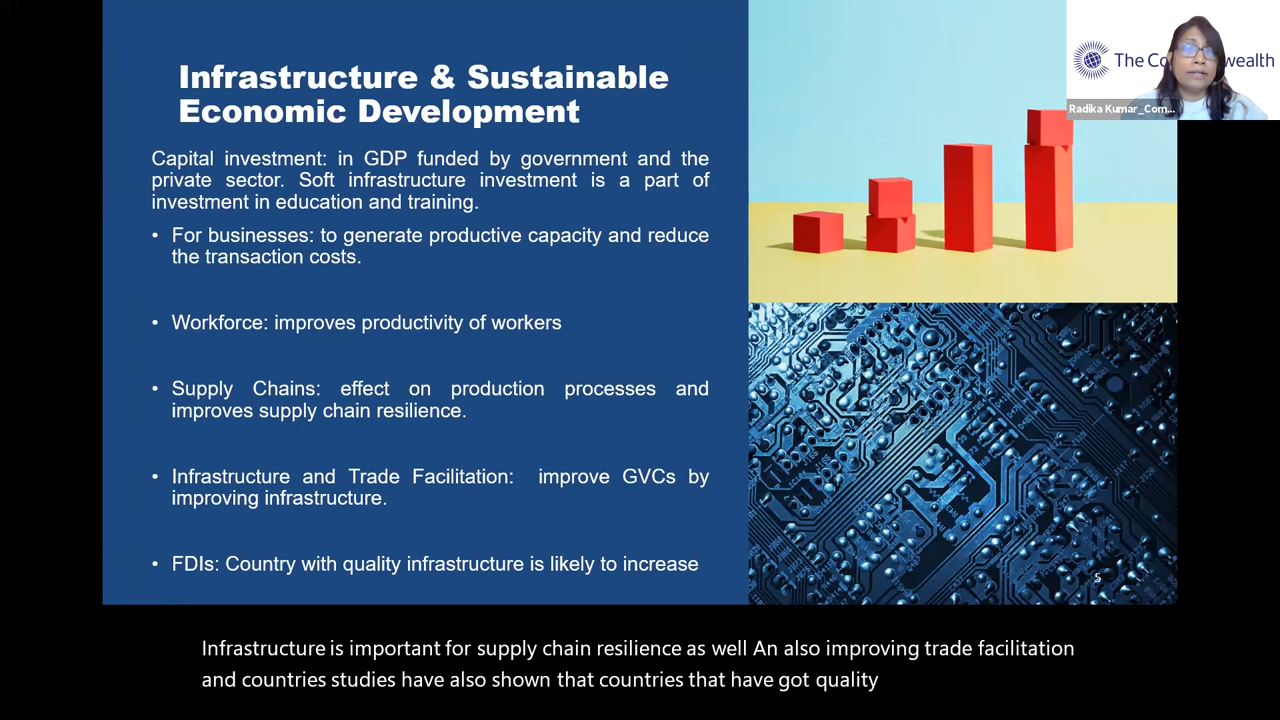 Infrastructure & Sustainable
Economic Development
Capital investment: in GDP funded by government and the
private sector. Soft infrastructure investment is a part of
investment in education and training.
• For businesses: to generate productive capacity and reduce
the transaction costs.
• Workforce: improves productivity of workers
• Supply Chains: effect on production processes and
improves supply chain resilience.
• Infrastructure and Trade Facilitation: improve GVCs by
improving infrastructure.
• FDIs: Country with quality infrastructure is likely to increase
5
The Co wealth
Radika Kumar_Com...
Infrastructure is important for supply chain resilience as well An also improving trade facilitation
and countries studies have also shown that countries that have got quality